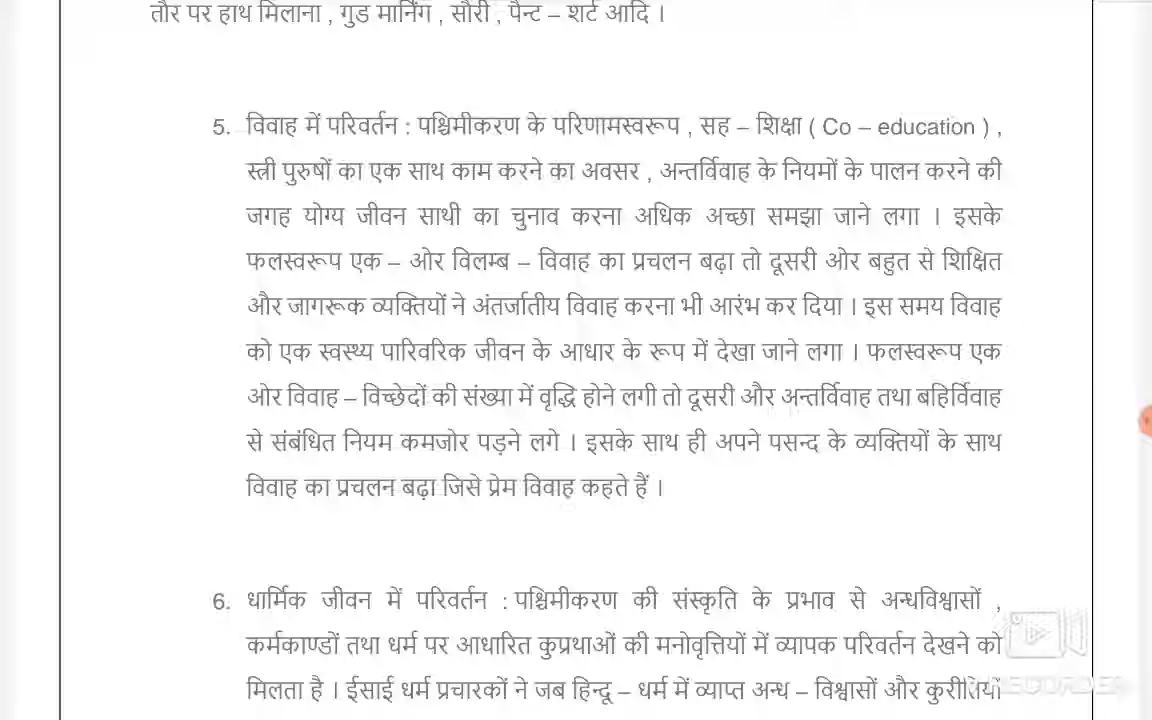 तौर पर हाथ मिलाना , गुड मार्निंग , सौरी , पैन्ट – शर्ट आदि ।
5. विवाह में परिवर्तन : पश्चिमीकरण के परिणामस्वरूप , सह – शिक्षा ( Co – education ) ,
स्त्री पुरुषों का एक साथ काम करने का अवसर , अन्तर्विवाह के नियमों के पालन करने की
जगह योग्य जीवन साथी का चुनाव करना अधिक अच्छा समझा जाने लगा । इसके
फलस्वरूप एक – ओर विलम्ब – विवाह का प्रचलन बढ़ा तो दूसरी ओर बहुत से शिक्षित
और जागरूक व्यक्तियों ने अंतर्जातीय विवाह करना भी आरंभ कर दिया । इस समय विवाह
को एक स्वस्थ्य पारिवरिक जीवन के आधार के रूप में देखा जाने लगा । फलस्वरूप एक
ओर विवाह – विच्छेदों की संख्या में वृद्धि होने लगी तो दूसरी और अन्तर्विवाह तथा बहिर्विवाह
से संबंधित नियम कमजोर पड़ने लगे । इसके साथ ही अपने पसन्द के व्यक्तियों के साथ
विवाह का प्रचलन बढ़ा जिसे प्रेम विवाह कहते हैं ।
6. धार्मिक जीवन में परिवर्तन : पश्चिमीकरण की संस्कृति के प्रभाव से अन्धविश्वासों ,
कर्मकाण्डों तथा धर्म पर आधारित कुप्रथाओं की मनोवृत्तियों में व्यापक परिवर्तन देखने को
मिलता है । ईसाई धर्म प्रचारकों ने जब हिन्दू – धर्म में व्याप्त अन्ध – विश्वासों और कुरीतियों
RECORDER